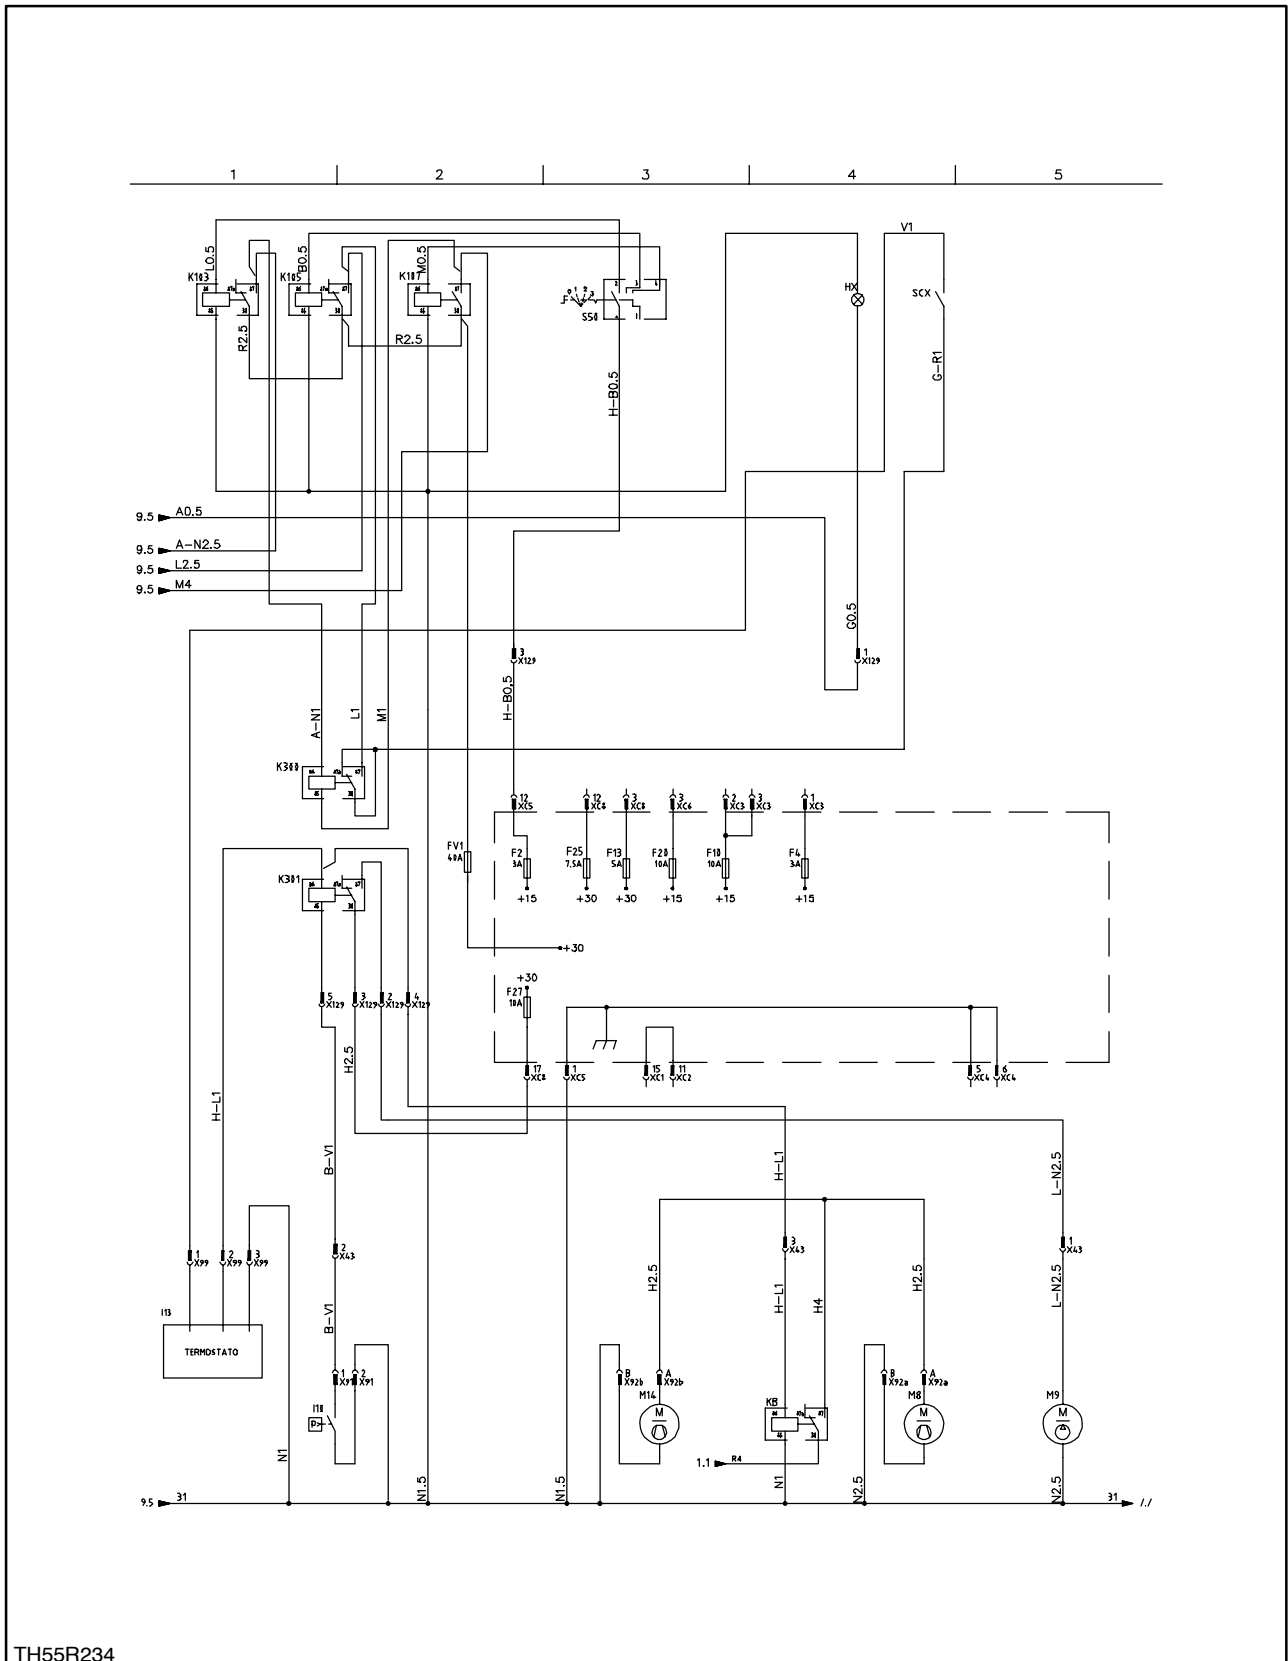 1 2 3 4 5
V1
L0.5 B0.5 M0.5
K103 K105 K107
HX
SCX
S50
R2.5 R2.5
G-R1
H-B0.5
9.5 A0.5
9.5 A-N2.5
9.5 L2.5
9.5 M4
G0.5
3 X129
1 X129
H-B0,5
A-N1 L1 M1
K300
12 XC5
12 XC8
3 XC8
3 XC6
2 XC3
3 XC3
1 XC3
FV1 40A
F2 3A
F25 7.5A
F13 5A
F20 10A
F10 10A
F4 3A
K301
+15 +30 +30 +15 +15 +15
+30
+30
F27 10A
5 X129
3 X129
2 X129
4 X129
H2.5
17 XC8
1 XC5
15 XC1
11 XC2
5 XC4
6 XC4
H-L1
B-V1
H-L1
L-N2.5
1 X99
2 X99
3 X99
2 X43
3 X43
1 X43
H2.5 H-L1 H4 H2.5 L-N2.5
I13
TERMOSTATO
B-V1
1 X91
2 X91
B X92b
A X92b
B X92a
A X92a
M14 KB M8 M9
M M M
I18
P>
1.1 R4
N1 N1.5 N1.5 N1 N2.5 N2.5
9.5 31
31 /./
TH55R234